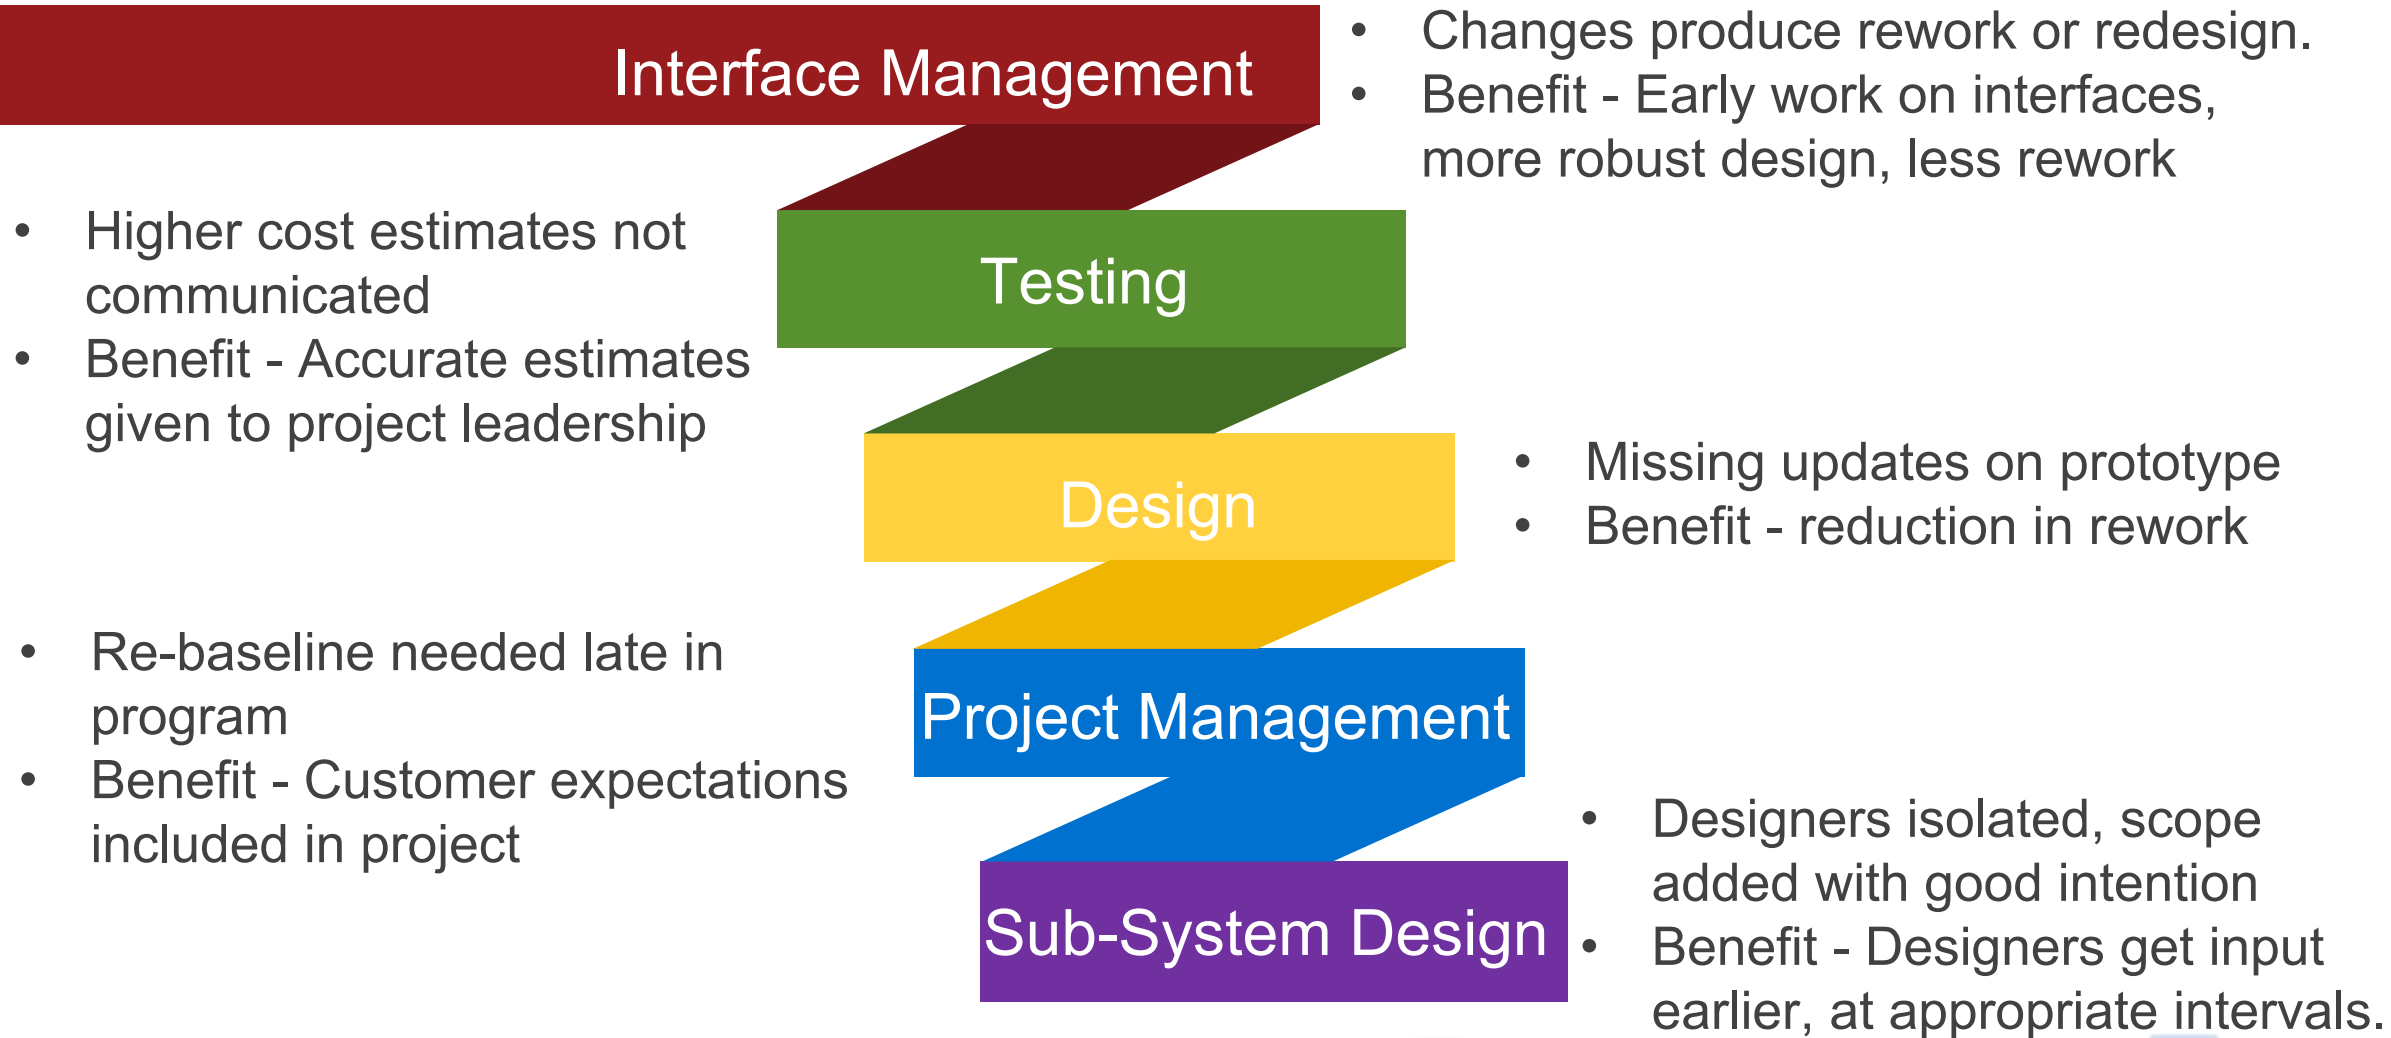 Interface Management
• Changes produce rework or redesign.
• Benefit - Early work on interfaces,
more robust design, less rework
Testing
• Higher cost estimates not
communicated
• Benefit - Accurate estimates
given to project leadership
Design
• Missing updates on prototype
• Benefit - reduction in rework
Project Management
• Re-baseline needed late in
program
• Benefit - Customer expectations
included in project
Sub-System Design
• Designers isolated, scope
added with good intention
• Benefit - Designers get input
earlier, at appropriate intervals.